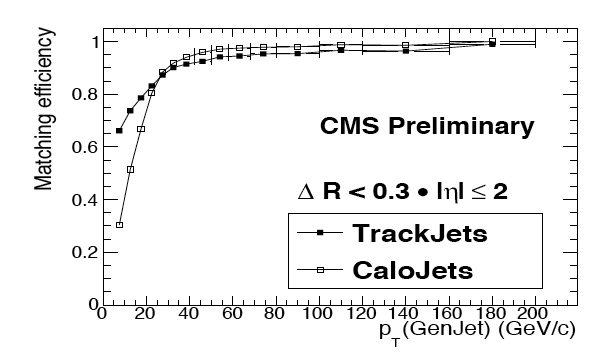 Matching efficiency
1
0.8
0.6
0.4
0.2
0
CMS Preliminary
Δ R < 0.3 • |η| ≤ 2
TrackJets
CaloJets
0 20 40 60 80 100 120 140 160 180 200
p_T(GenJet) (GeV/c)